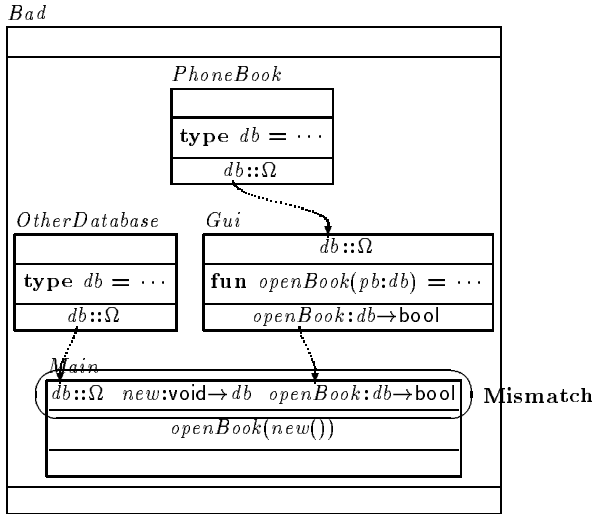 Bad
PhoneBook
type db = ···
db::Ω
OtherDatabase
type db = ···
db::Ω
Gui
db::Ω
fun openBook(pb:db) = ···
openBook:db→bool
Main
db::Ω new:void→db openBook:db→bool
Mismatch
openBook(new())